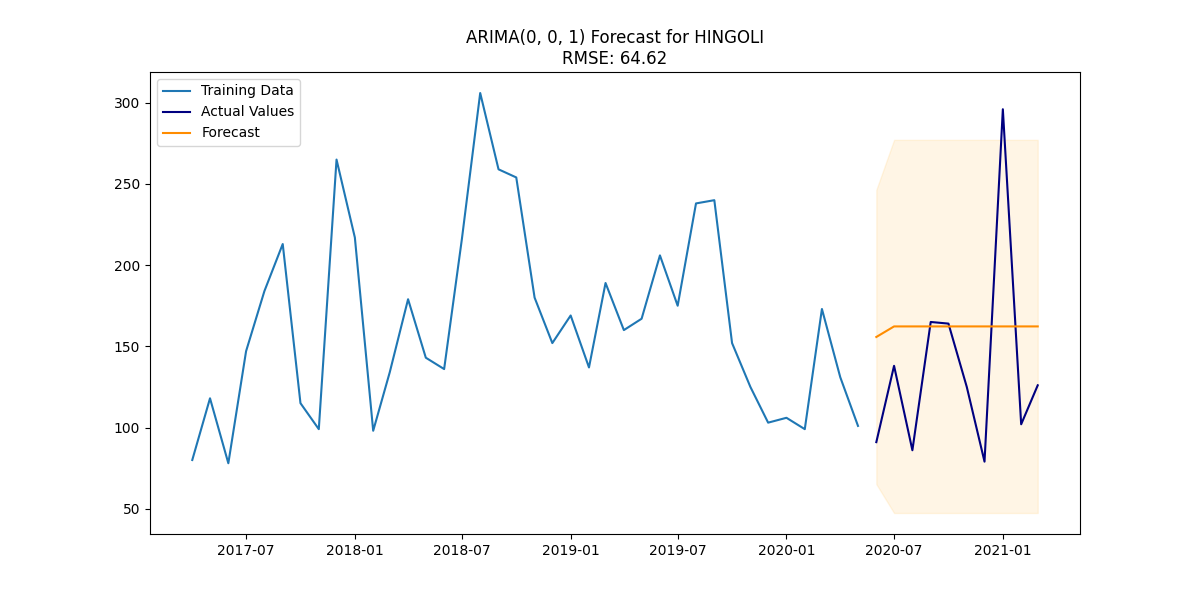 ARIMA(0, 0, 1) Forecast for HINGOLI
RMSE: 64.62
Training Data
Actual Values
Forecast
300
250
200
150
100
50
2017-07
2018-01
2018-07
2019-01
2019-07
2020-01
2020-07
2021-01